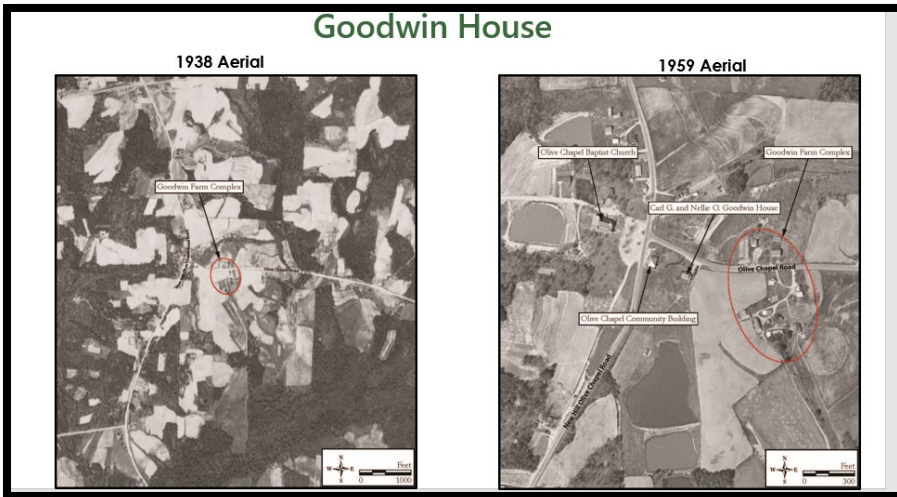 Goodwin House
1938 Aerial
Goodwin Farm Complex
Olive Chapel Road
N
W E
S
Feet
0 1000
1959 Aerial
Olive Chapel Baptist Church
Goodwin Farm Complex
Carl G. and Nellie O. Goodwin House
Olive Chapel Road
Olive Chapel Community Building
New Hill Olive Chapel Road
N
W E
S
Feet
0 300